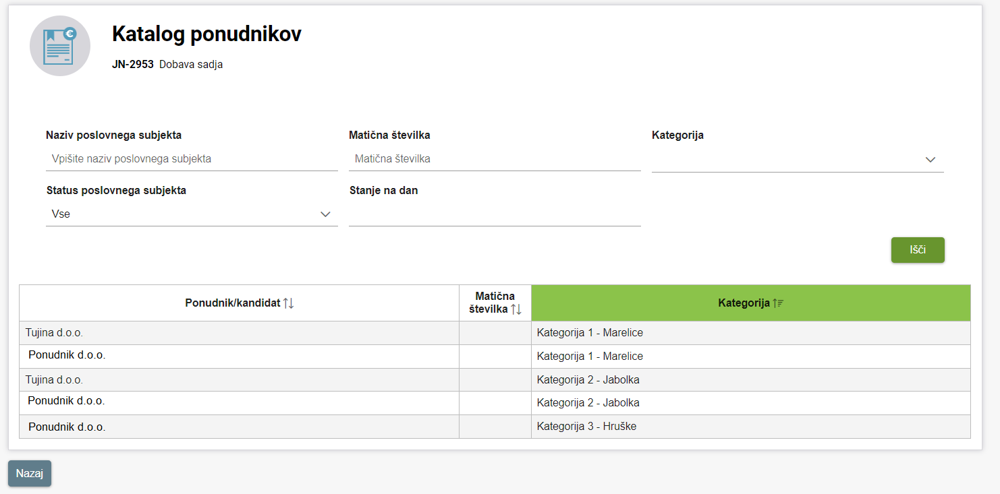 €
Katalog ponudnikov
JN-2953 Dobava sadja
Naziv poslovnega subjekta Matična številka Kategorija
Vpišite naziv poslovnega subjekta Matična številka
Status poslovnega subjekta Stanje na dan
Vse
Išči
Ponudnik/kandidat Matična številka Kategorija
Tujina d.o.o. Kategorija 1 - Marelice
Ponudnik d.o.o. Kategorija 1 - Marelice
Tujina d.o.o. Kategorija 2 - Jabolka
Ponudnik d.o.o. Kategorija 2 - Jabolka
Ponudnik d.o.o. Kategorija 3 - Hruške
Nazaj